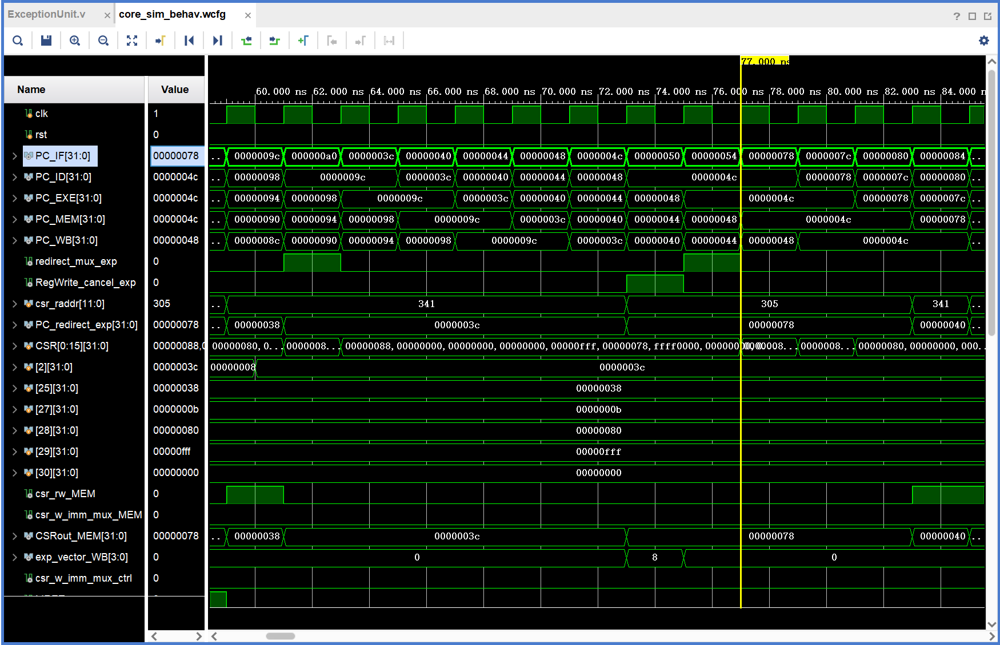 ExceptionUnit.v × core_sim_behav.wcfg ×
77.000 ns
Name Value 60.000 ns 62.000 ns 64.000 ns 66.000 ns 68.000 ns 70.000 ns 72.000 ns 74.000 ns 76.000 ns 78.000 ns 80.000 ns 82.000 ns 84.000 n
clk 1
rst 0
PC_IF[31:0] 00000078 .. 0000009c 000000a0 0000003c 00000040 00000044 00000048 0000004c 00000050 00000054 00000078 0000007c 00000080 00000084 ..
PC_ID[31:0] 0000004c .. 00000098 0000009c 0000003c 00000040 00000044 00000048 0000004c 00000078 0000007c 00000080 ..
PC_EXE[31:0] 0000004c .. 00000094 00000098 0000009c 0000003c 00000040 00000044 00000048 0000004c 00000078 0000007c ..
PC_MEM[31:0] 0000004c .. 00000090 00000094 00000098 0000009c 0000003c 00000040 00000044 00000048 0000004c 00000078 ..
PC_WB[31:0] 00000048 .. 0000008c 00000090 00000094 00000098 0000009c 0000003c 00000040 00000044 00000048 0000004c ..
redirect_mux_exp 0
RegWrite_cancel_exp 0
csr_raddr[11:0] 305 .. 341 305 341 ..
PC_redirect_exp[31:0] 00000078 .. 00000038 0000003c 00000078 00000040 ..
CSR[0:15][31:0] 00000088,0 00000080,0... 0000008... 00000088,00000000,00000000,00000000,00000fff,00000078,ffff0000,000000 0000008... 0000008... 00000080,00000000,000...
[2][31:0] 0000003c 00000008 0000003c
[25][31:0] 00000038 00000038
[27][31:0] 0000000b 0000000b
[28][31:0] 00000080 00000080
[29][31:0] 00000fff 00000fff
[30][31:0] 00000000 00000000
csr_rw_MEM 0
csr_w_imm_mux_MEM 0
CSRout_MEM[31:0] 00000078 .. 00000038 0000003c 00000078 00000040 ..
exp_vector_WB[3:0] 0 0 8 0
csr_w_imm_mux_ctrl 0